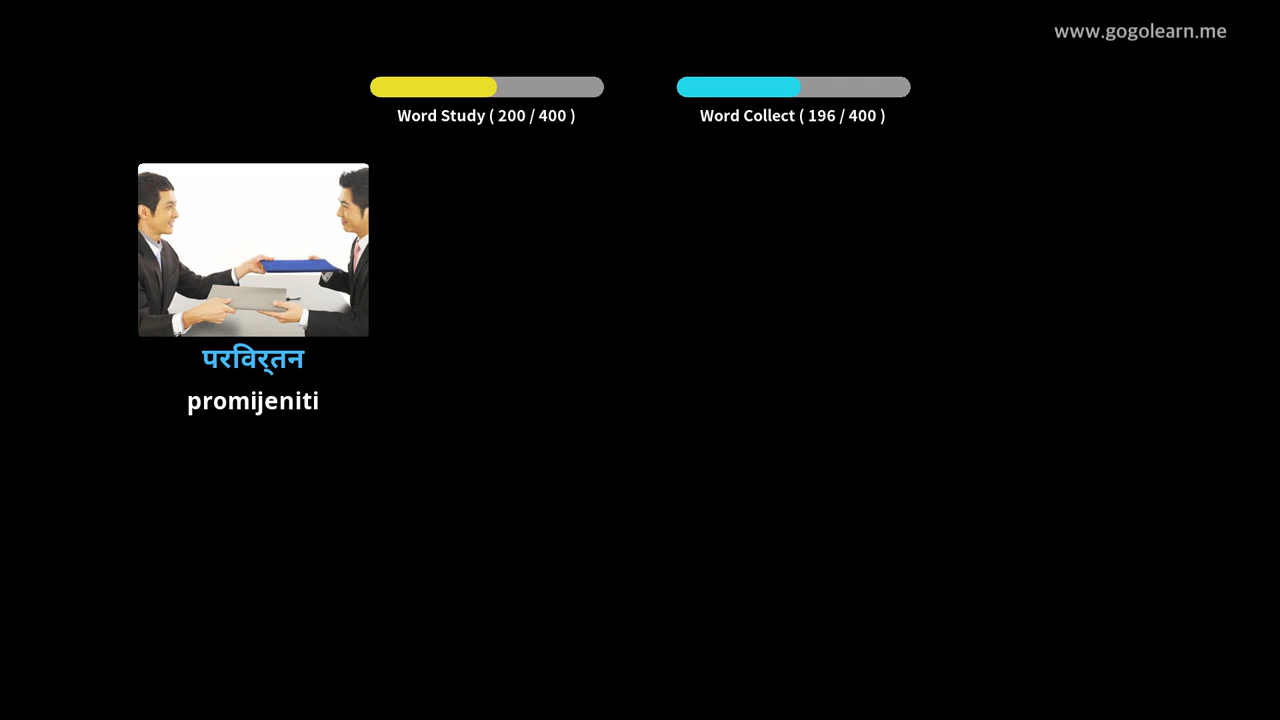 www.gogolearn.me
Word Study ( 200 / 400 )
Word Collect ( 196 / 400 )
परविर्तन
promijeniti